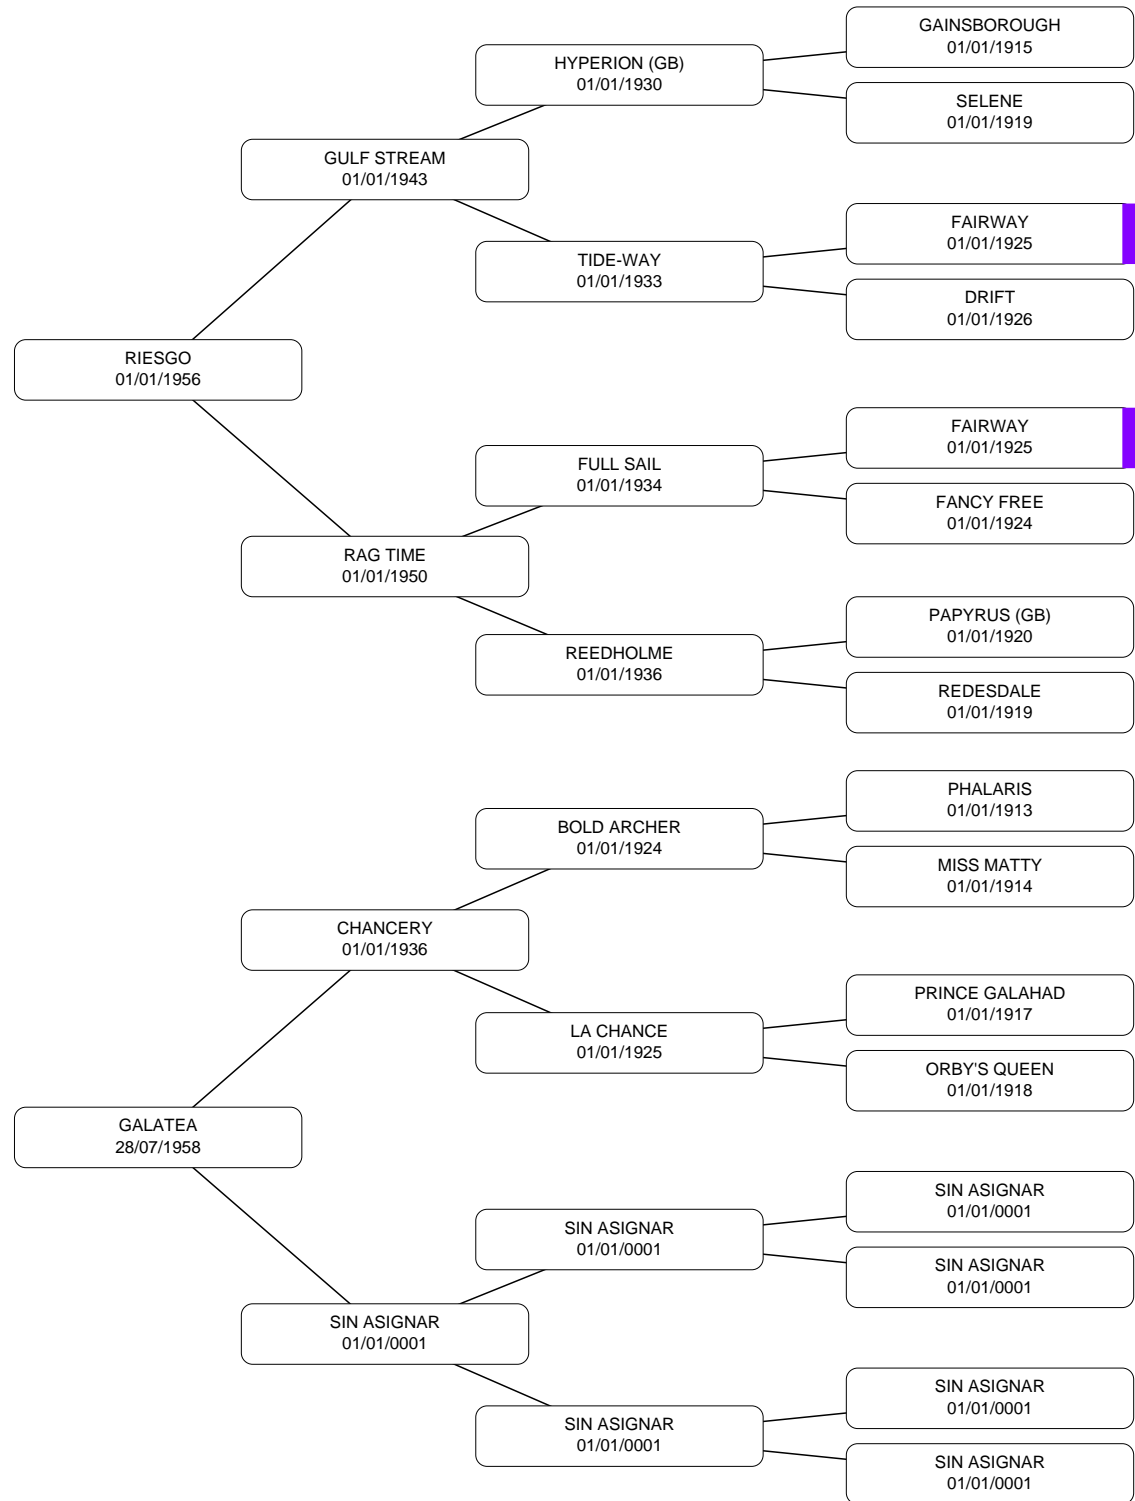 GAINSBOROUGH
01/01/1915
HYPERION (GB)
01/01/1930
SELENE
01/01/1919
GULF STREAM
01/01/1943
FAIRWAY
01/01/1925
TIDE-WAY
01/01/1933
DRIFT
01/01/1926
RIESGO
01/01/1956
FAIRWAY
01/01/1925
FULL SAIL
01/01/1934
FANCY FREE
01/01/1924
RAG TIME
01/01/1950
PAPYRUS (GB)
01/01/1920
REEDHOLME
01/01/1936
REDESDALE
01/01/1919
PHALARIS
01/01/1913
BOLD ARCHER
01/01/1924
MISS MATTY
01/01/1914
CHANCERY
01/01/1936
PRINCE GALAHAD
01/01/1917
LA CHANCE
01/01/1925
ORBY'S QUEEN
01/01/1918
GALATEA
28/07/1958
SIN ASIGNAR
01/01/0001
SIN ASIGNAR
01/01/0001
SIN ASIGNAR
01/01/0001
SIN ASIGNAR
01/01/0001
SIN ASIGNAR
01/01/0001
SIN ASIGNAR
01/01/0001
SIN ASIGNAR
01/01/0001